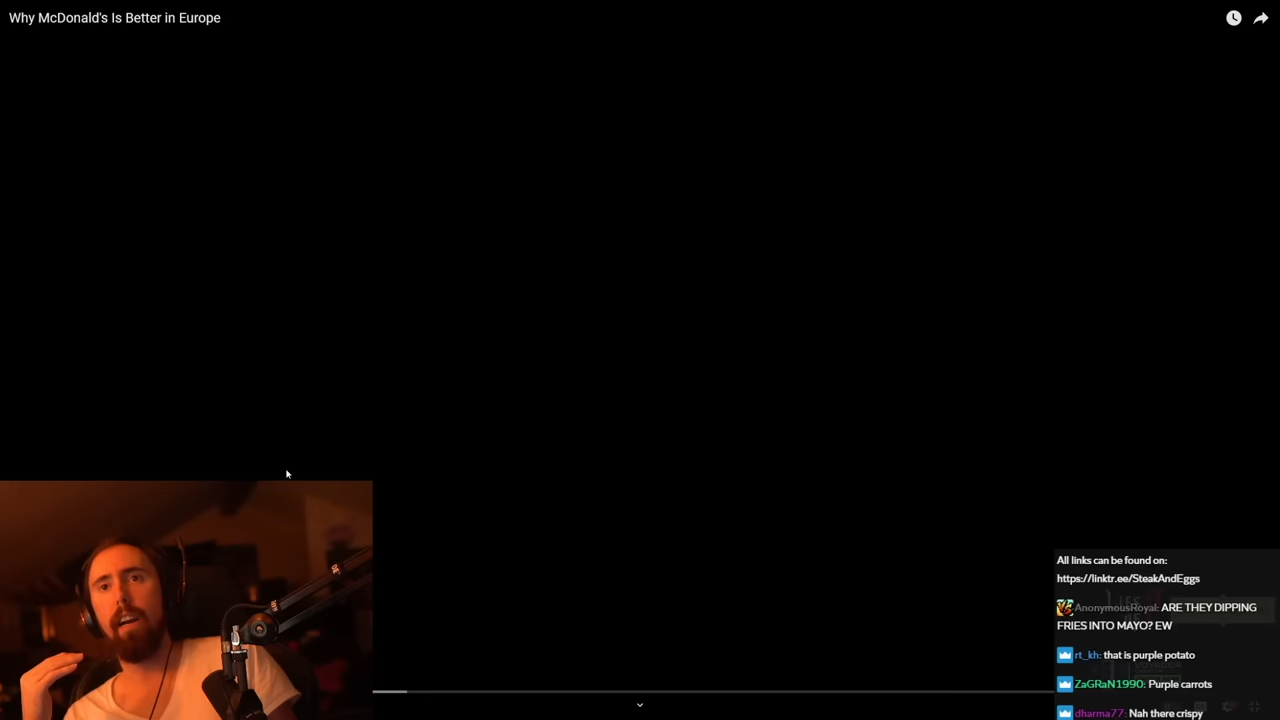 Why McDonald's Is Better in Europe
All links can be found on:
https://linktr.ee/SteakAndEggs
AnonymousRoyal: ARE THEY DIPPING
FRIES INTO MAYO? EW
rt_kh: that is purple potato
ZaGRaN1990: Purple carrots
dharma77: Nah there crispy